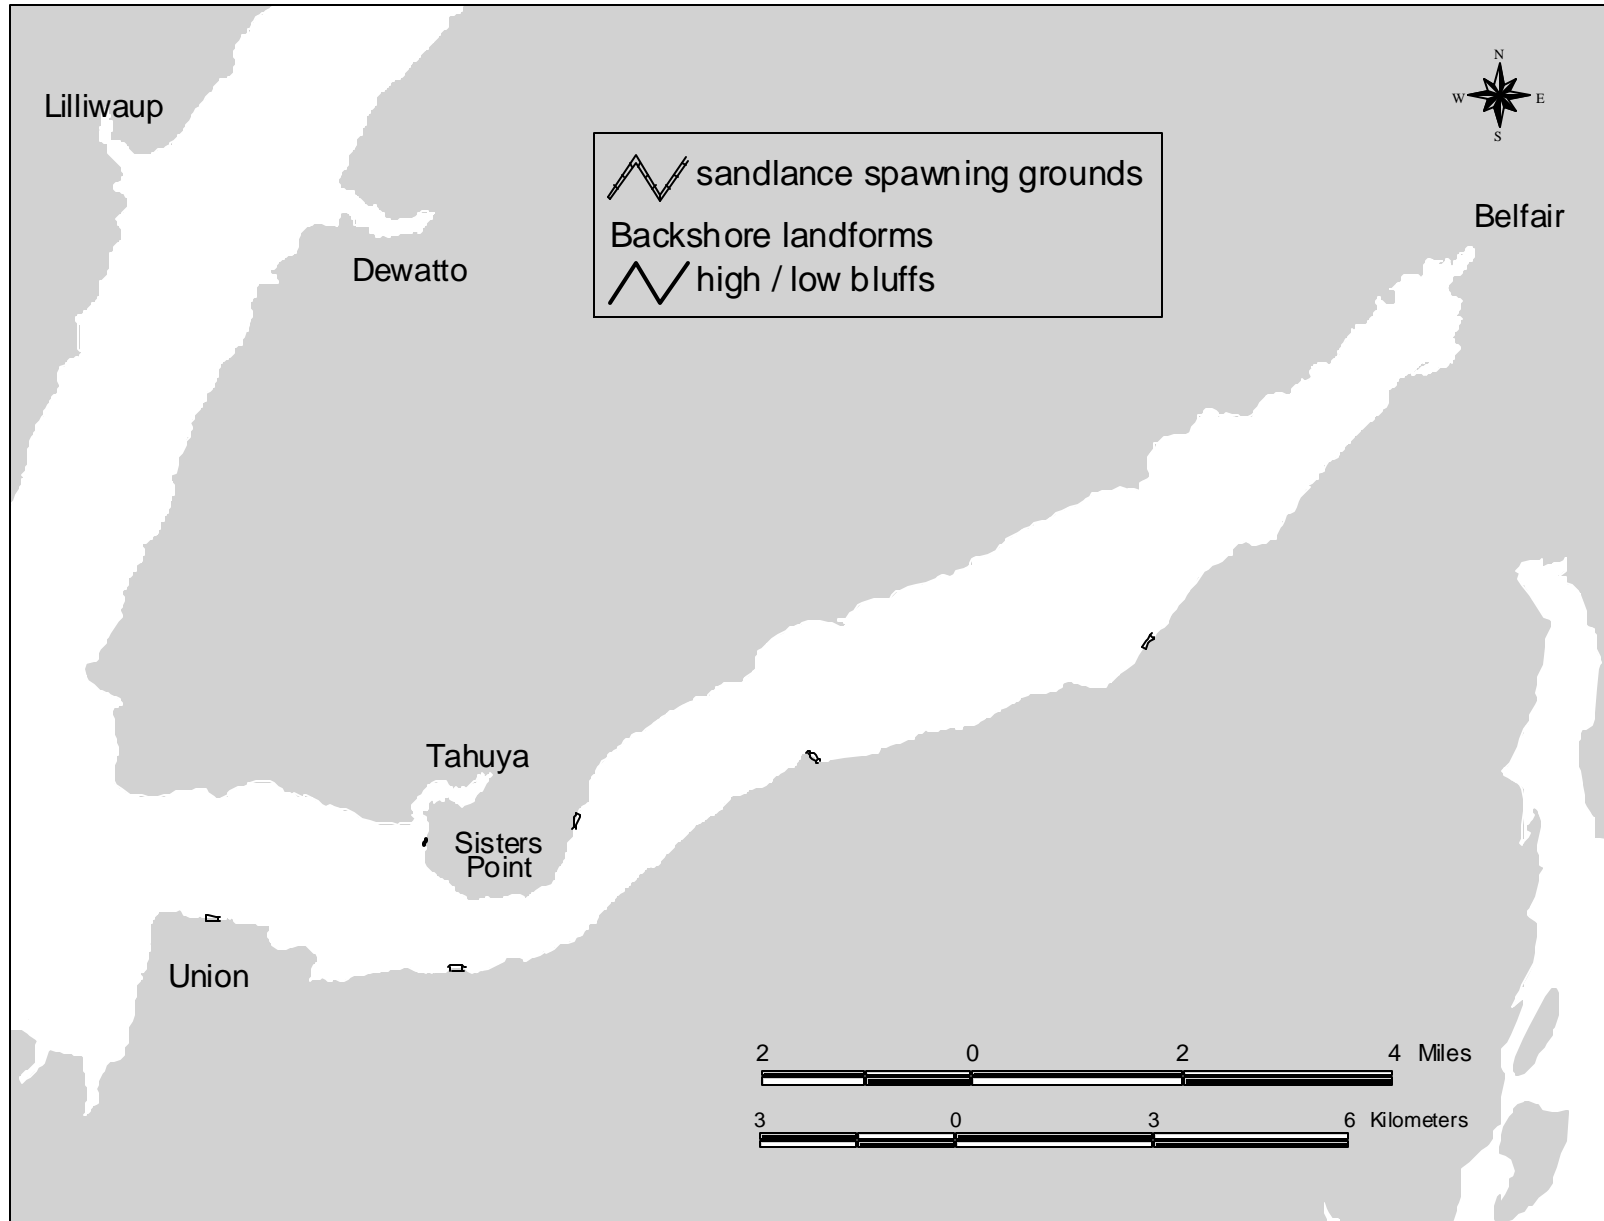 N
W E
S
Lilliwaup
sandlance spawning grounds
Belfair
Backshore landforms
Dewatto
high / low bluffs
Tahuya
Sisters
Point
Union
2 0 2 4 Miles
3 0 3 6 Kilometers